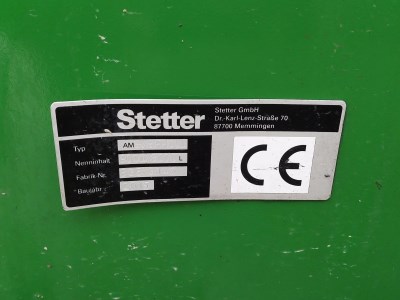 Stetter
Stetter GmbH
Dr.-Karl-Lenz-Straße 70
87700 Memmingen
Typ AM
Nenninhalt L
Fabrik-Nr.
Baujahr
CE